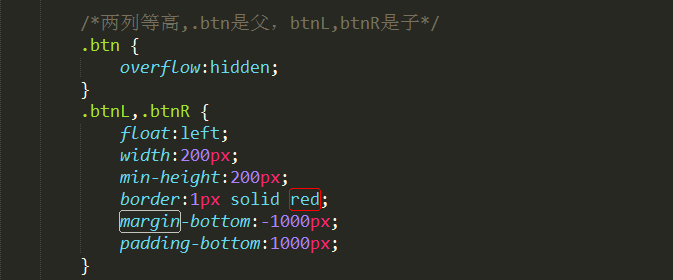 /*两列等高,.btn是父，btnL,btnR是子*/
.btn {
overflow:hidden;
}
.btnL,.btnR {
float:left;
width:200px;
min-height:200px;
border:1px solid red;
margin-bottom:-1000px;
padding-bottom:1000px;
}